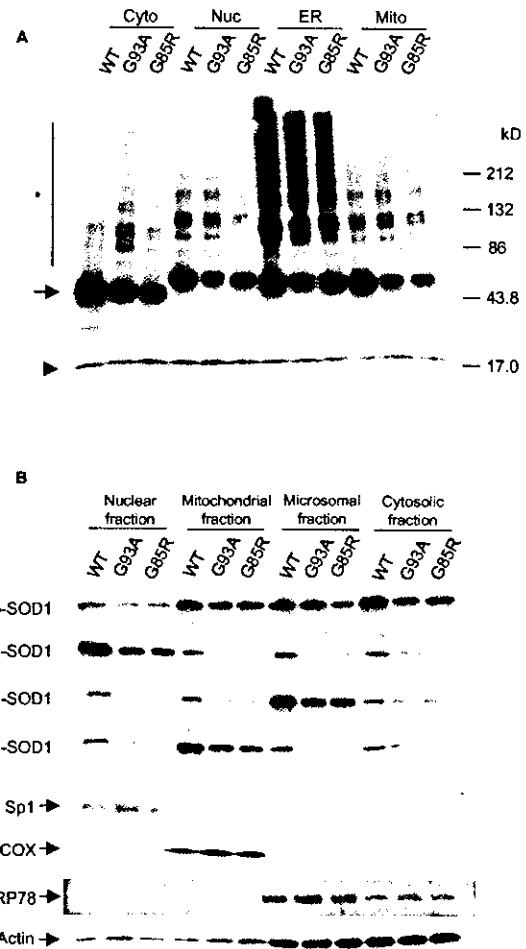 A
Cyto Nuc ER Mito
WT G93A G85R WT G93A G85R WT G93A G85R WT G93A G85R
kD
212
132
86
43.8
17.0
B
Nuclear fraction Mitochondrial fraction Microsomal fraction Cytosolic fraction
WT G93A G85R WT G93A G85R WT G93A G85R WT G93A G85R
-SOD1
-SOD1
-SOD1
-SOD1
Sp1
COX
RP78
Actin